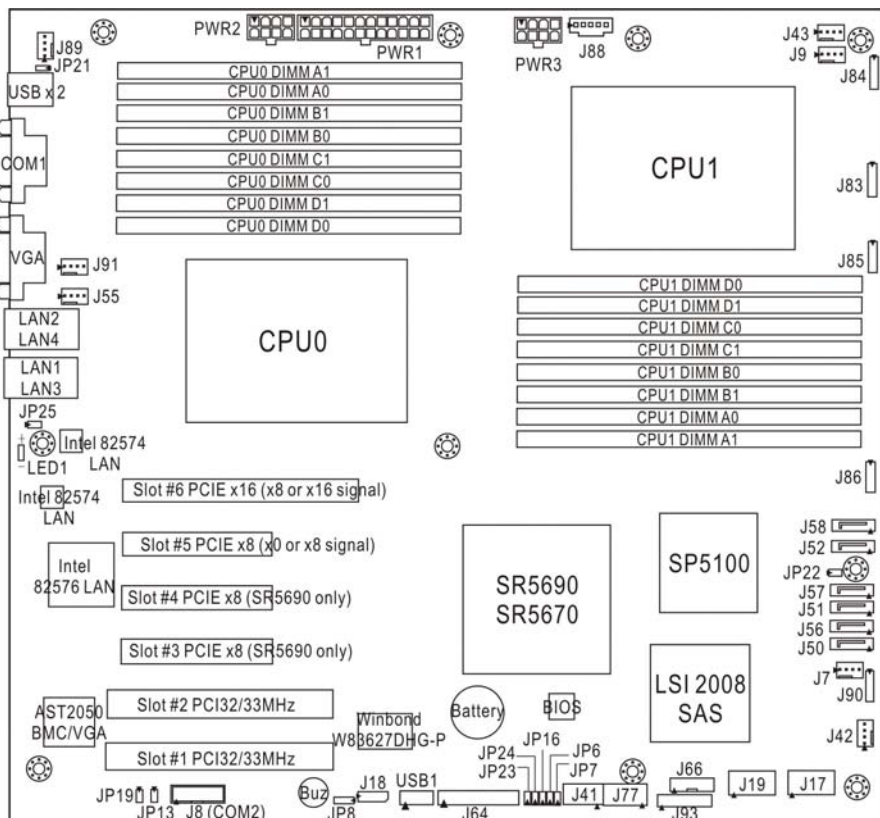 PWR2
PWR1
PWR3
J88
J43
J9
J84
J89
JP21
USB x 2
COM1
VGA
CPU0 DIMM A1
CPU0 DIMM A0
CPU0 DIMM B1
CPU0 DIMM B0
CPU0 DIMM C1
CPU0 DIMM C0
CPU0 DIMM D1
CPU0 DIMM D0
CPU1
J83
J85
J91
J55
LAN2
LAN4
LAN1
LAN3
CPU0
CPU1 DIMM D0
CPU1 DIMM D1
CPU1 DIMM C0
CPU1 DIMM C1
CPU1 DIMM B0
CPU1 DIMM B1
CPU1 DIMM A0
CPU1 DIMM A1
JP25
LED1
Intel 82574
LAN
Intel 82574
LAN
Intel
82576 LAN
Slot #6 PCIE x16 (x8 or x16 signal)
Slot #5 PCIE x8 (x0 or x8 signal)
Slot #4 PCIE x8 (SR5690 only)
Slot #3 PCIE x8 (SR5690 only)
Slot #2 PCI32/33MHz
Slot #1 PCI32/33MHz
SR5690
SR5670
SP5100
LSI 2008
SAS
J86
J58
J52
JP22
J57
J51
J56
J50
J7
J90
J42
AST2050
BMC/VGA
Winbond
W83627DHG-P
Battery
BIOS
JP16
JP24
JP6
JP23
JP7
JP19
JP13
J8 (COM2)
Buz
JP8
J18
USB1
J64
J41
J77
J66
J93
J19
J17